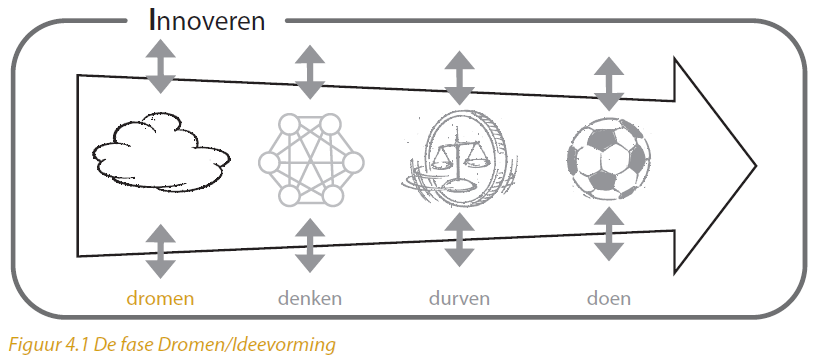 Innoveren
dromen denken durven doen
Figuur 4.1 De fase Dromen/Ideevorming